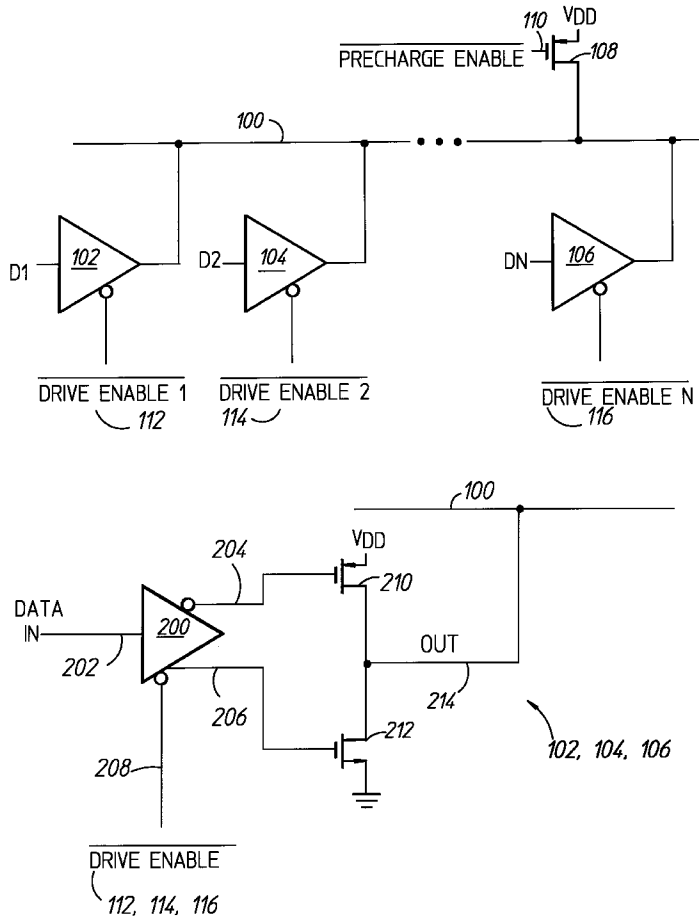 110
VDD
PRECHARGE ENABLE
108
100
D1
102
D2
104
DN
106
DRIVE ENABLE 1
112
DRIVE ENABLE 2
114
DRIVE ENABLE N
116
100
VDD
204
210
DATA
IN
200
202
OUT
214
206
212
102, 104, 106
208
DRIVE ENABLE
112, 114, 116